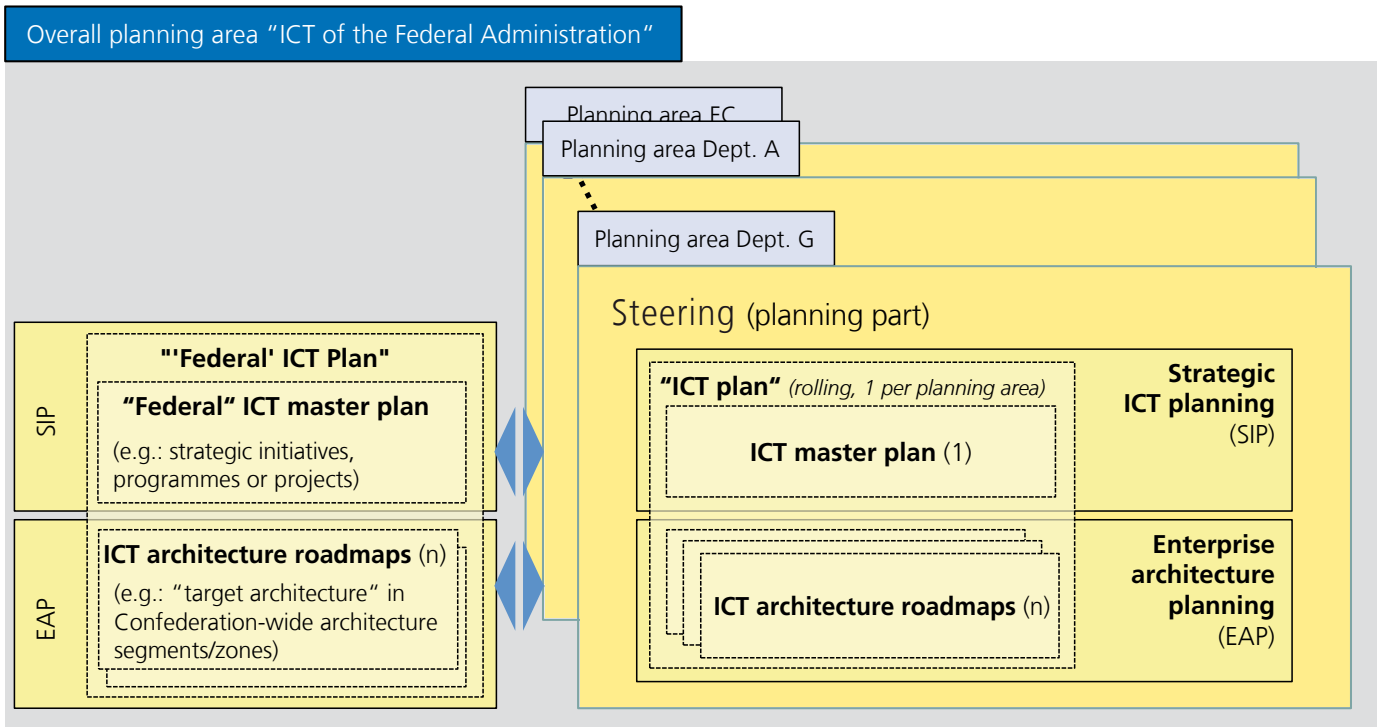 Overall planning area “ICT of the Federal Administration“
Planning area FC
Planning area Dept. A
Planning area Dept. G
Steering (planning part)
SIP
"'Federal' ICT Plan"
“Federal“ ICT master plan
(e.g.: strategic initiatives,
programmes or projects)
EAP
ICT architecture roadmaps (n)
(e.g.: “target architecture“ in
Confederation-wide architecture
segments/zones)
“ICT plan“ (rolling, 1 per planning area)
ICT master plan (1)
Strategic
ICT planning
(SIP)
ICT architecture roadmaps (n)
Enterprise
architecture
planning
(EAP)